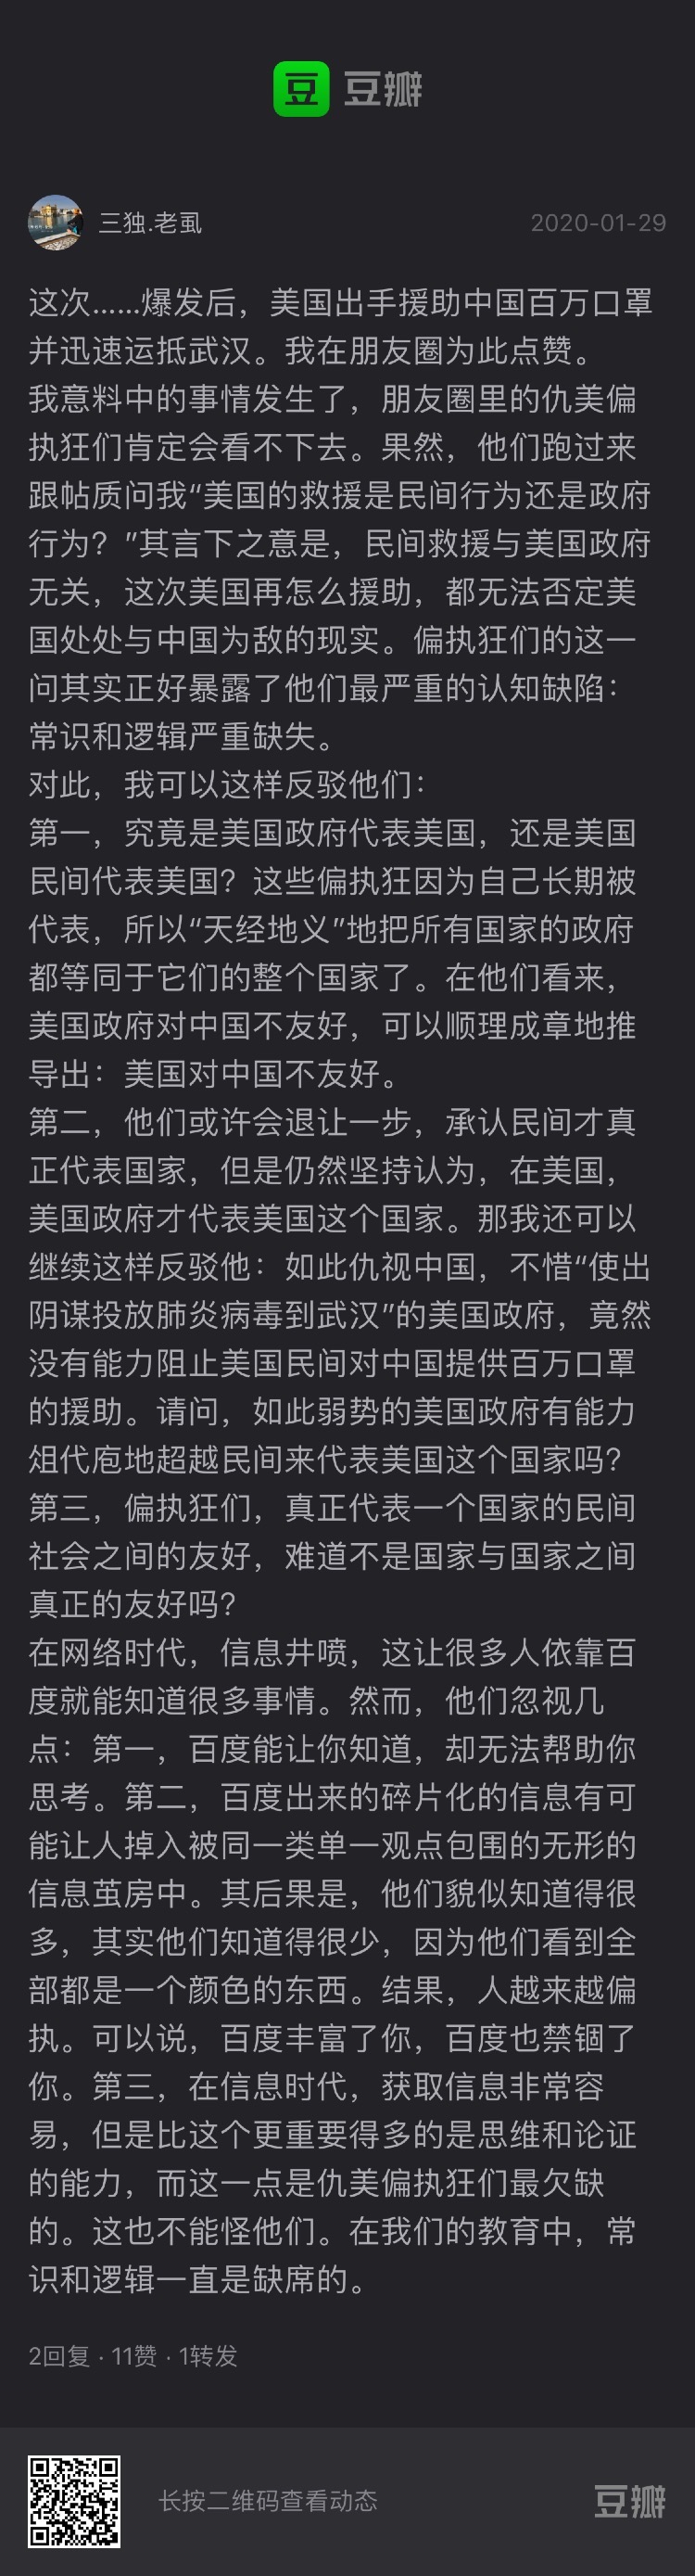 豆 豆瓣
三独.老虱 2020-01-29
这次……爆发后，美国出手援助中国百万口罩
并迅速运抵武汉。我在朋友圈为此点赞。
我意料中的事情发生了，朋友圈里的仇美偏
执狂们肯定会看不下去。果然，他们跑过来
跟帖质问我“美国的救援是民间行为还是政府
行为？”其言下之意是，民间救援与美国政府
无关，这次美国再怎么援助，都无法否定美
国处处与中国为敌的现实。偏执狂们的这一
问其实正好暴露了他们最严重的认知缺陷：
常识和逻辑严重缺失。
对此，我可以这样反驳他们：
第一，究竟是美国政府代表美国，还是美国
民间代表美国？这些偏执狂因为自己长期被
代表，所以“天经地义”地把所有国家的政府
都等同于它们的整个国家了。在他们看来，
美国政府对中国不友好，可以顺理成章地推
导出：美国对中国不友好。
第二，他们或许会退让一步，承认民间才真
正代表国家，但是仍然坚持认为，在美国，
美国政府才代表美国这个国家。那我还可以
继续这样反驳他：如此仇视中国，不惜“使出
阴谋投放肺炎病毒到武汉”的美国政府，竟然
没有能力阻止美国民间对中国提供百万口罩
的援助。请问，如此弱势的美国政府有能力
俎代庖地超越民间来代表美国这个国家吗？
第三，偏执狂们，真正代表一个国家的民间
社会之间的友好，难道不是国家与国家之间
真正的友好吗？
在网络时代，信息井喷，这让很多人依靠百
度就能知道很多事情。然而，他们忽视几
点：第一，百度能让你知道，却无法帮助你
思考。第二，百度出来的碎片化的信息有可
能让人掉入被同一类单一观点包围的无形的
信息茧房中。其后果是，他们貌似知道得很
多，其实他们知道得很少，因为他们看到全
部都是一个颜色的东西。结果，人越来越偏
执。可以说，百度丰富了你，百度也禁锢了
你。第三，在信息时代，获取信息非常容
易，但是比这个更重要得多的是思维和论证
的能力，而这一点是仇美偏执狂们最欠缺
的。这也不能怪他们。在我们的教育中，常
识和逻辑一直是缺席的。
2回复 · 11赞 · 1转发
长按二维码查看动态 豆瓣